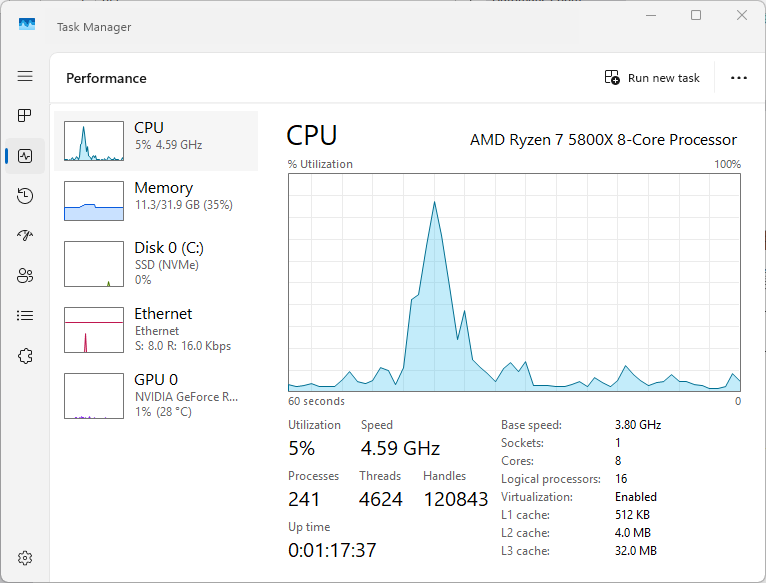 Task Manager
Performance
Run new task
CPU
5% 4.59 GHz
Memory
11.3/31.9 GB (35%)
Disk 0 (C:)
SSD (NVMe)
0%
Ethernet
Ethernet
S: 8.0 R: 16.0 Kbps
GPU 0
NVIDIA GeForce R...
1% (28 °C)
CPU
AMD Ryzen 7 5800X 8-Core Processor
% Utilization
100%
60 seconds
0
Utilization
Speed
5%
4.59 GHz
Processes
Threads
Handles
241
4624
120843
Up time
0:01:17:37
Base speed: 3.80 GHz
Sockets: 1
Cores: 8
Logical processors: 16
Virtualization: Enabled
L1 cache: 512 KB
L2 cache: 4.0 MB
L3 cache: 32.0 MB